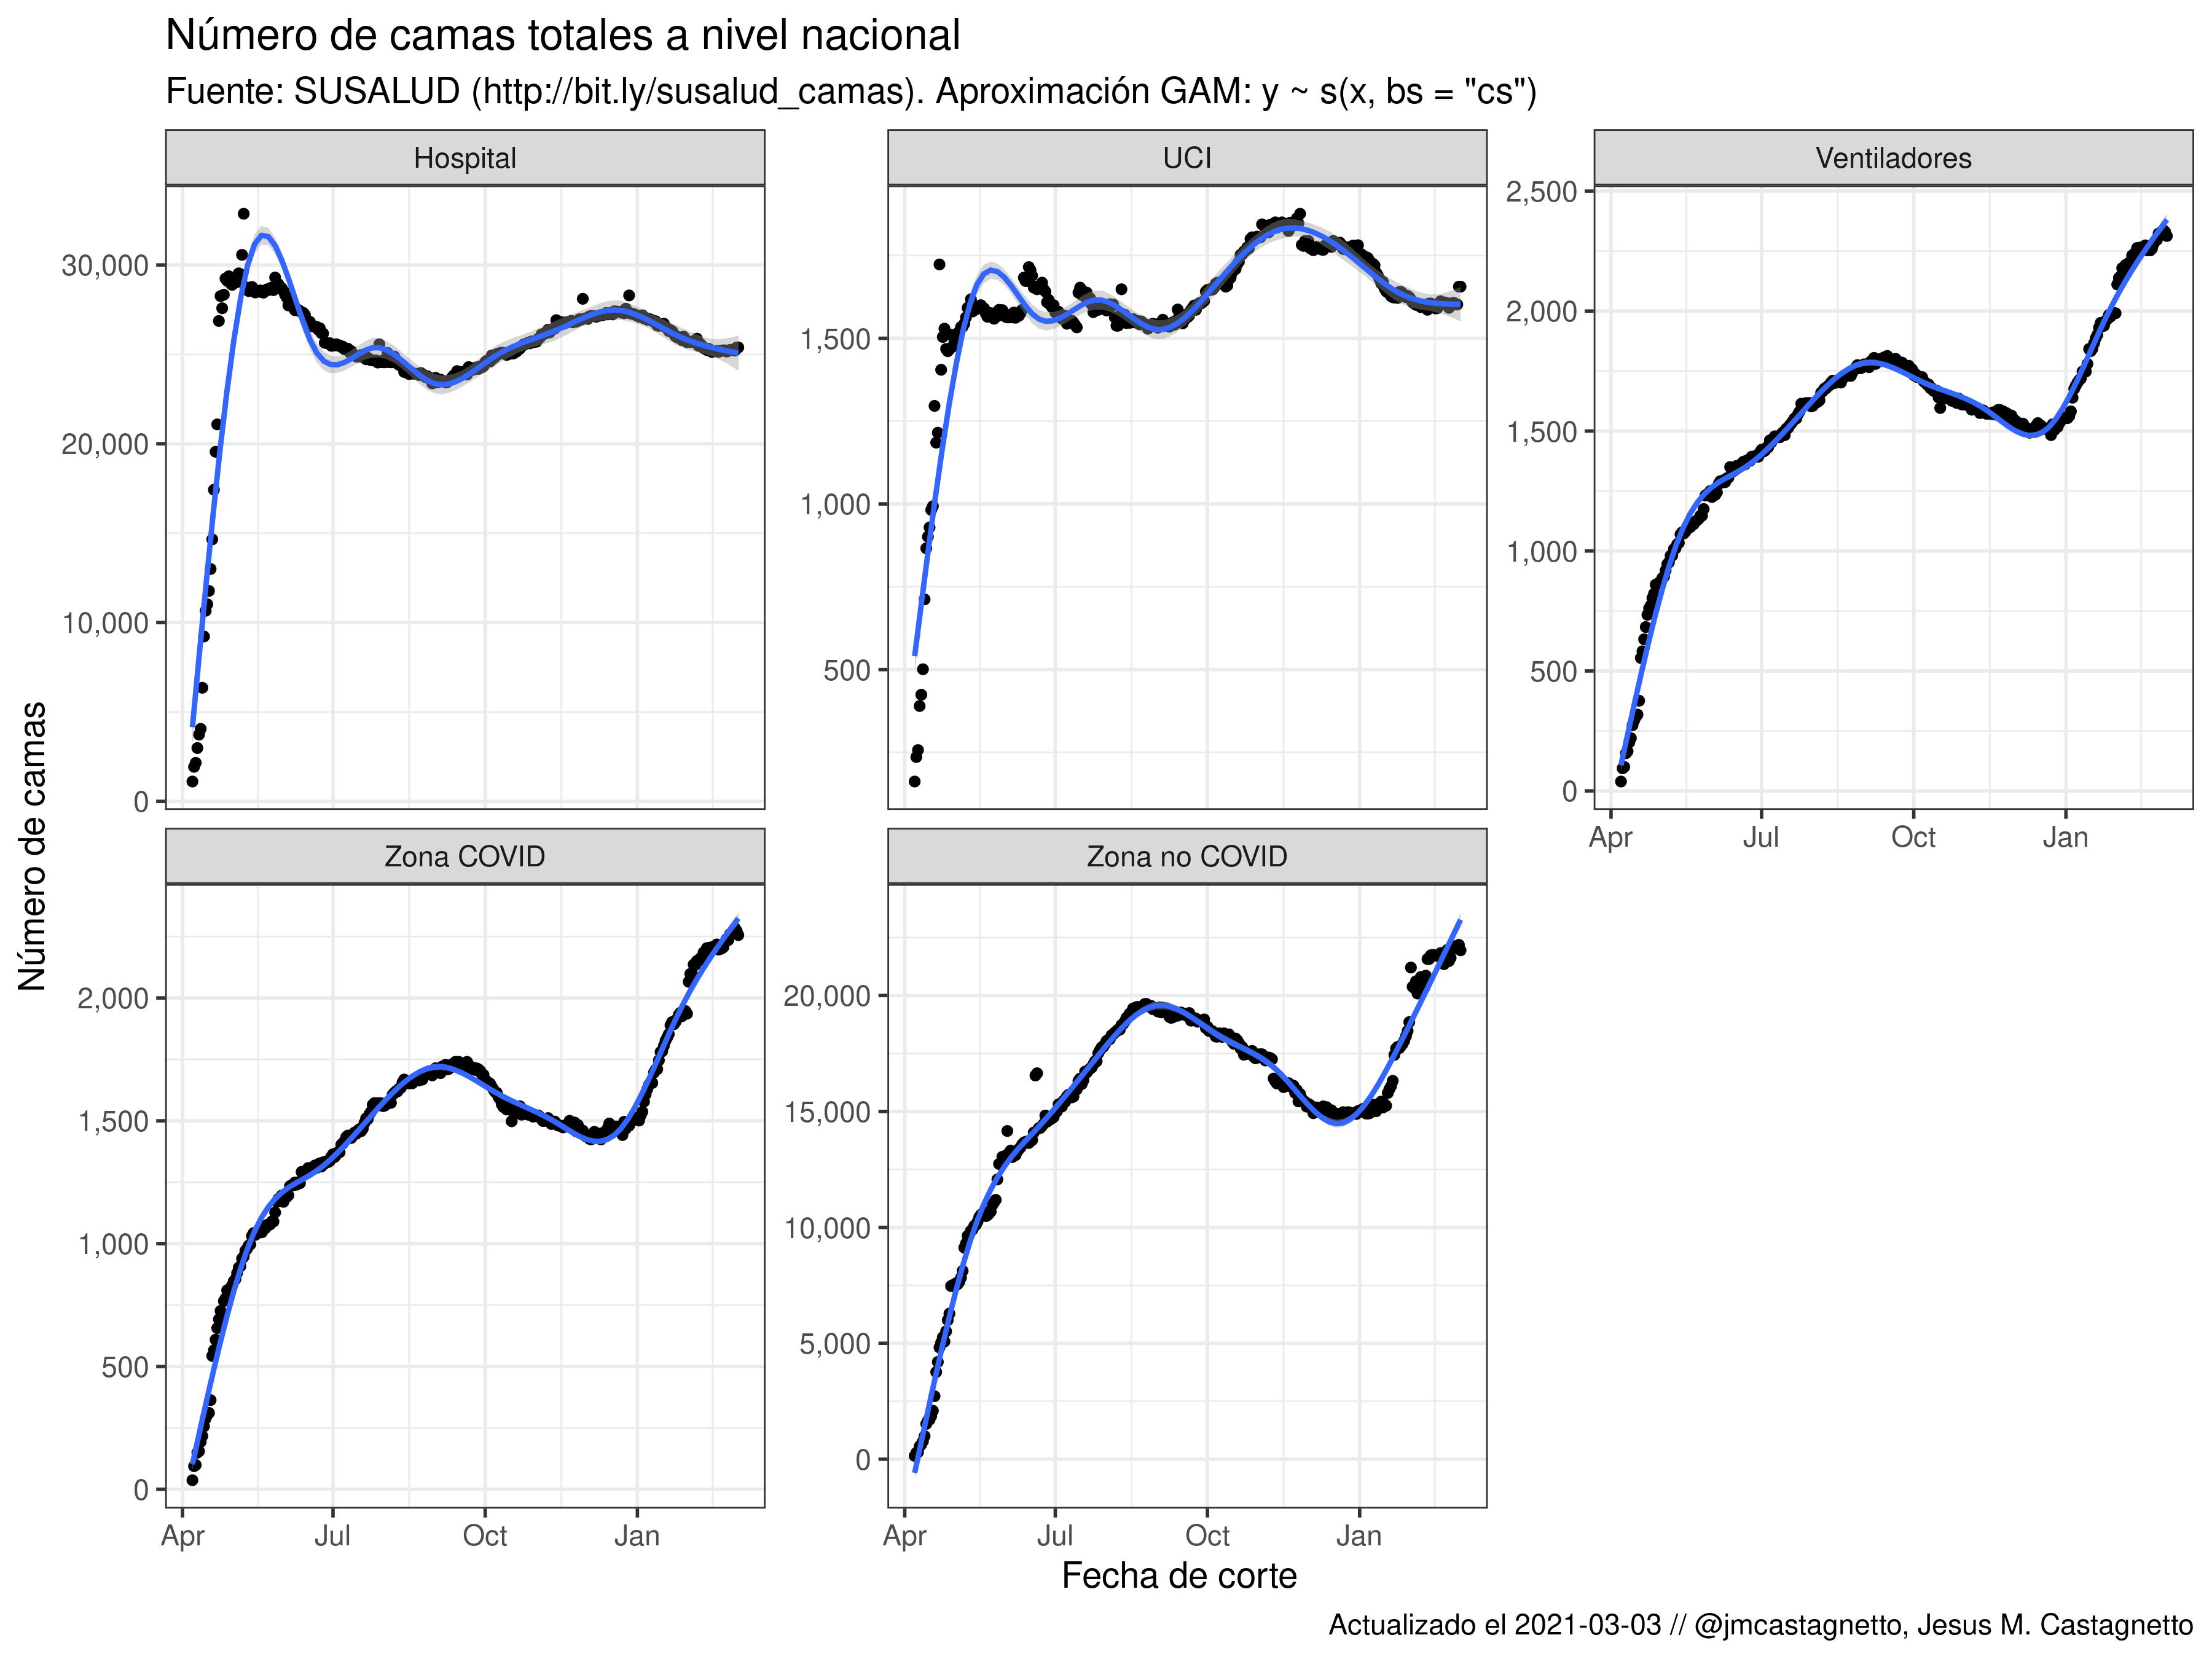 Número de camas totales a nivel nacional
Fuente: SUSALUD (http://bit.ly/susalud_camas). Aproximación GAM: y ~ s(x, bs = "cs")
Hospital
UCI
Ventiladores
30,000
20,000
10,000
0
1,500
1,000
500
2,500
2,000
1,500
1,000
500
0
Apr Jul Oct Jan
Número de camas
Zona COVID
Zona no COVID
2,000
1,500
1,000
500
0
20,000
15,000
10,000
5,000
0
Apr Jul Oct Jan
Apr Jul Oct Jan
Fecha de corte
Actualizado el 2021-03-03 // @jmcastagnetto, Jesus M. Castagnetto